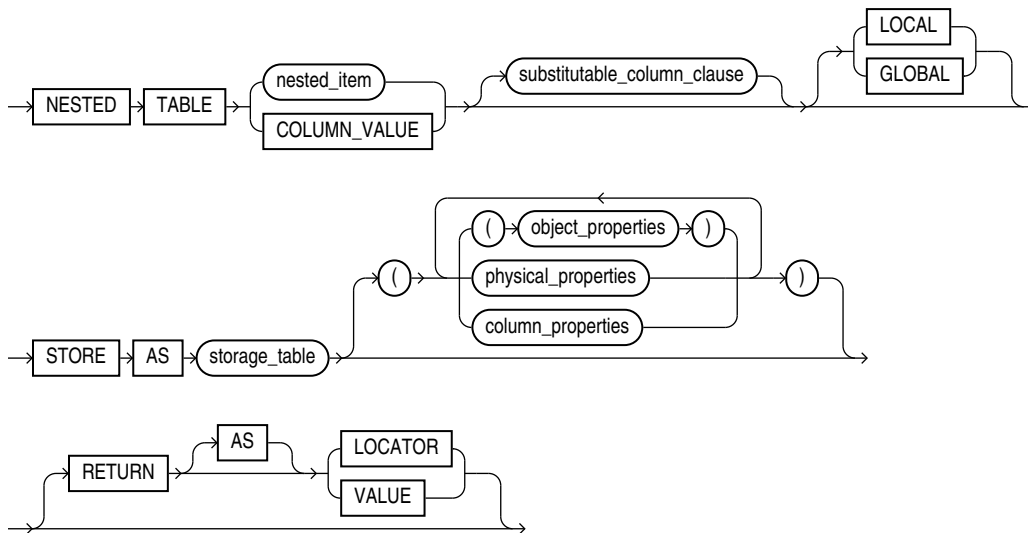 LOCAL
nested_item substitutable_column_clause GLOBAL
NESTED TABLE COLUMN_VALUE
( object_properties )
( physical_properties )
column_properties
STORE AS storage_table
AS LOCATOR
RETURN VALUE